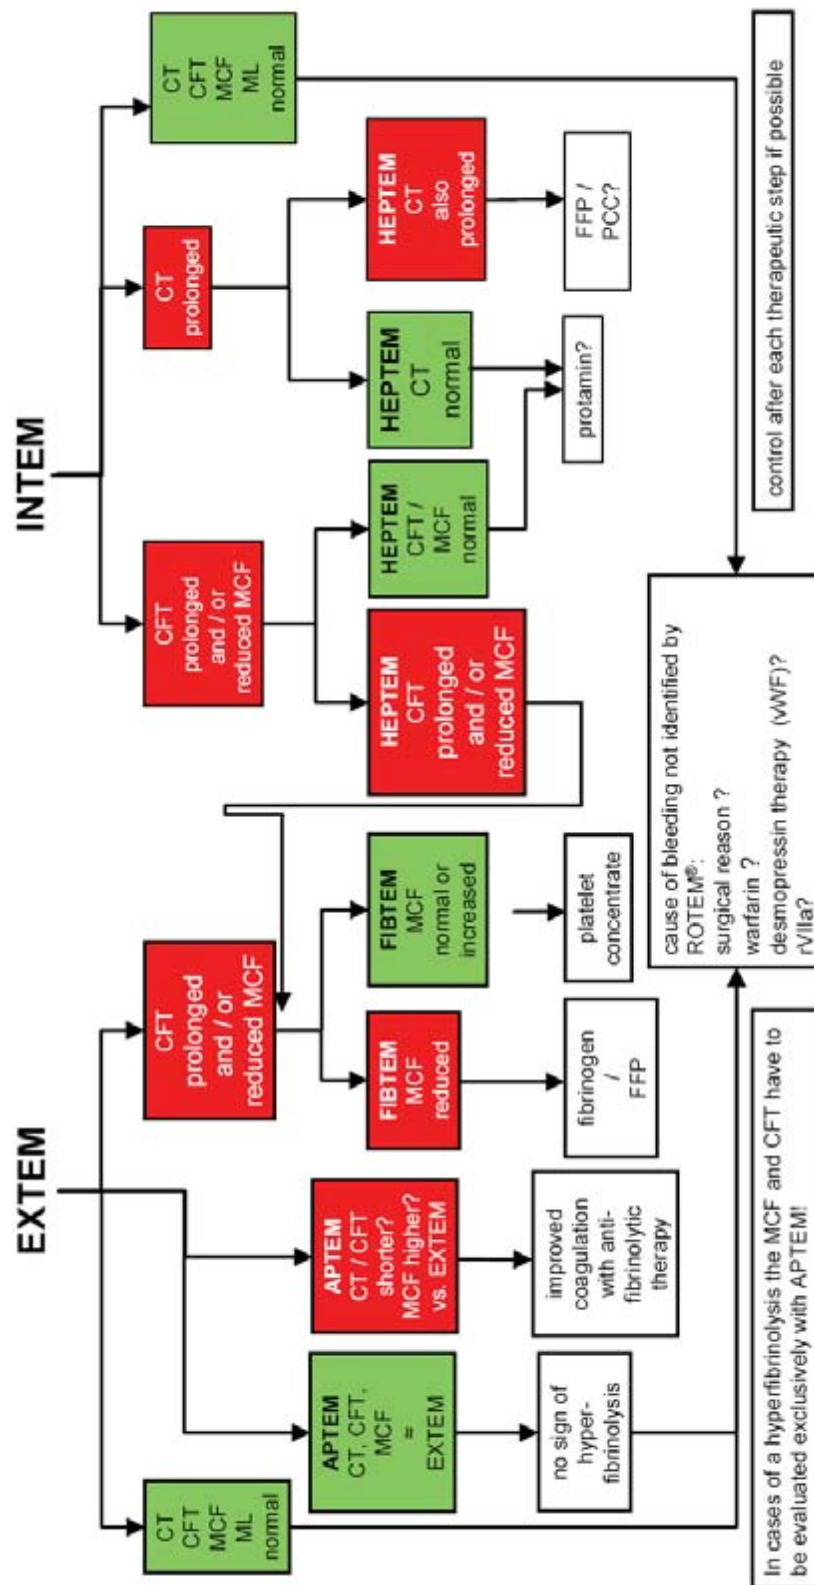 EXTEM
CT
CFT
MCF
ML
normal
APTEM
CT, CFT,
MCF
=
EXTEM
no sign of
hyper-
fibrinolysis
APTEM
CT / CFT
shorter?
MCF higher?
vs. EXTEM
improved
coagulation
with anti-
fibrinolytic
therapy
CFT
prolonged
and / or
reduced MCF
FIBTEM
MCF
reduced
fibrinogen
/
FFP
FIBTEM
MCF
normal or
increased
platelet
concentrate
INTEM
CFT
prolonged
and / or
reduced MCF
HEPTEM
CFT
prolonged
and / or
reduced MCF
HEPTEM
CFT /
MCF
normal
CT
prolonged
HEPTEM
CT
normal
protamin?
HEPTEM
CT
also
prolonged
FFP /
PCC?
CT
CFT
MCF
ML
normal
In cases of a hyperfibrinolysis the MCF and CFT have to
be evaluated exclusively with APTEM!
cause of bleeding not identified by
ROTEM®:
surgical reason ?
warfarin ?
desmopressin therapy (vWF)?
rVIIa?
control after each therapeutic step if possible